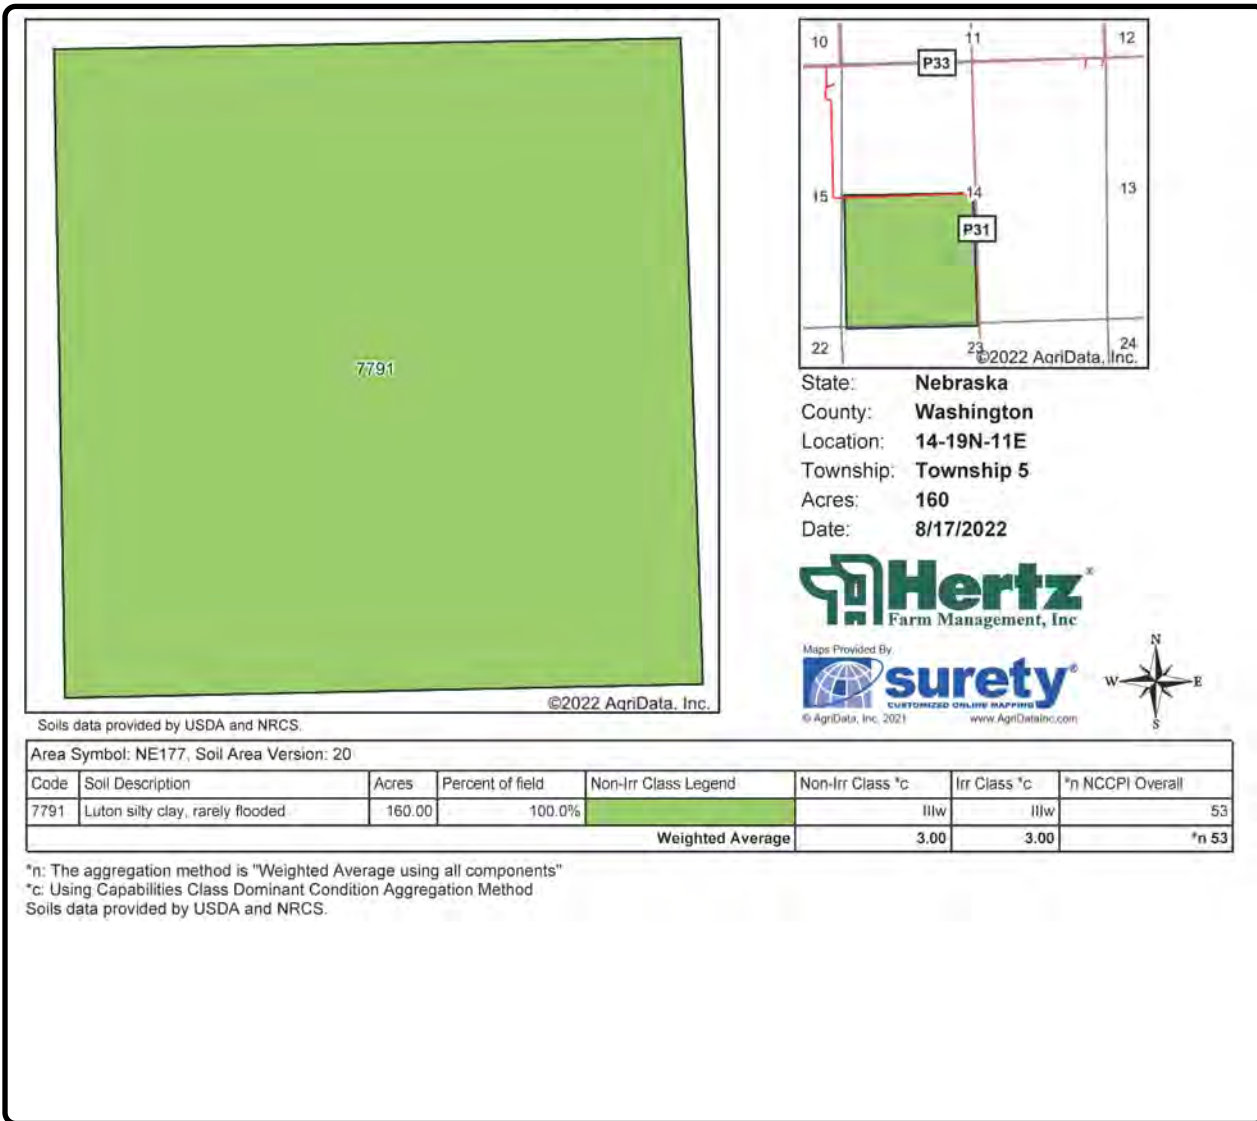 7791
©2022 AgriData, Inc.
Soils data provided by USDA and NRCS.
10
11
12
P33
15
14
13
P31
22
23
24
©2022 AgriData, Inc.
State: Nebraska
County: Washington
Location: 14-19N-11E
Township: Township 5
Acres: 160
Date: 8/17/2022
Hertz®
Farm Management, Inc
Maps Provided By
surety®
CUSTOMIZED ONLINE MAPPING
© AgriData, Inc. 2021 www.AgriDataInc.com
N
W E
S
Area Symbol: NE177, Soil Area Version: 20
Code Soil Description Acres Percent of field Non-Irr Class Legend Non-Irr Class *c Irr Class *c *n NCCPI Overall
7791 Luton silty clay, rarely flooded 160.00 100.0% IIIw IIIw 53
Weighted Average 3.00 3.00 *n 53
*n: The aggregation method is "Weighted Average using all components"
*c: Using Capabilities Class Dominant Condition Aggregation Method
Soils data provided by USDA and NRCS.